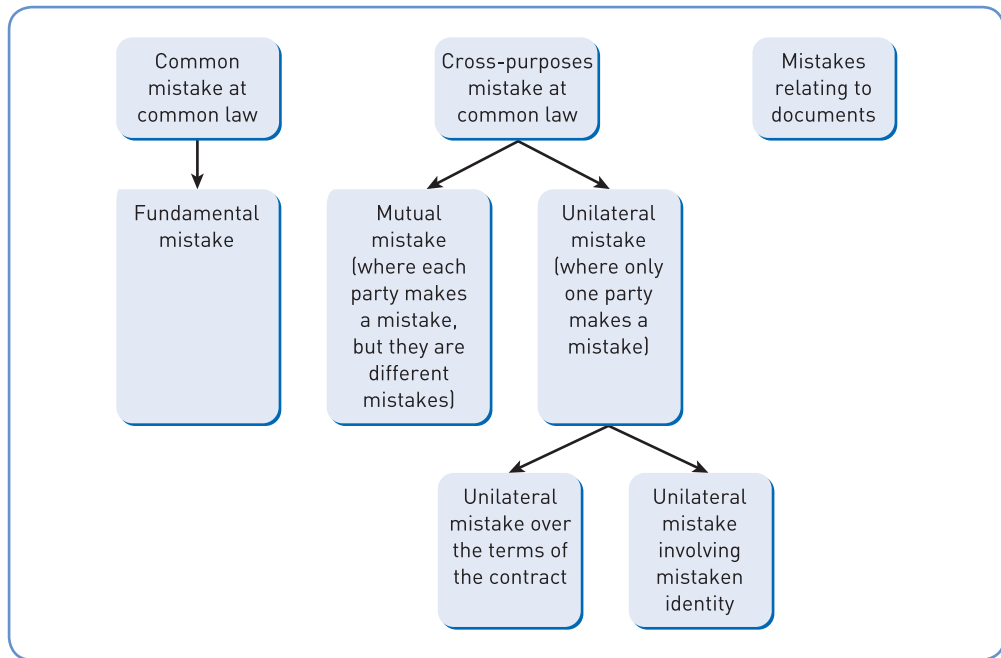 Common
mistake at
common law
Cross-purposes
mistake at
common law
Mistakes
relating to
documents
Fundamental
mistake
Mutual
mistake
(where each
party makes
a mistake,
but they are
different
mistakes)
Unilateral
mistake
(where only
one party
makes a
mistake)
Unilateral
mistake over
the terms of
the contract
Unilateral
mistake
involving
mistaken
identity